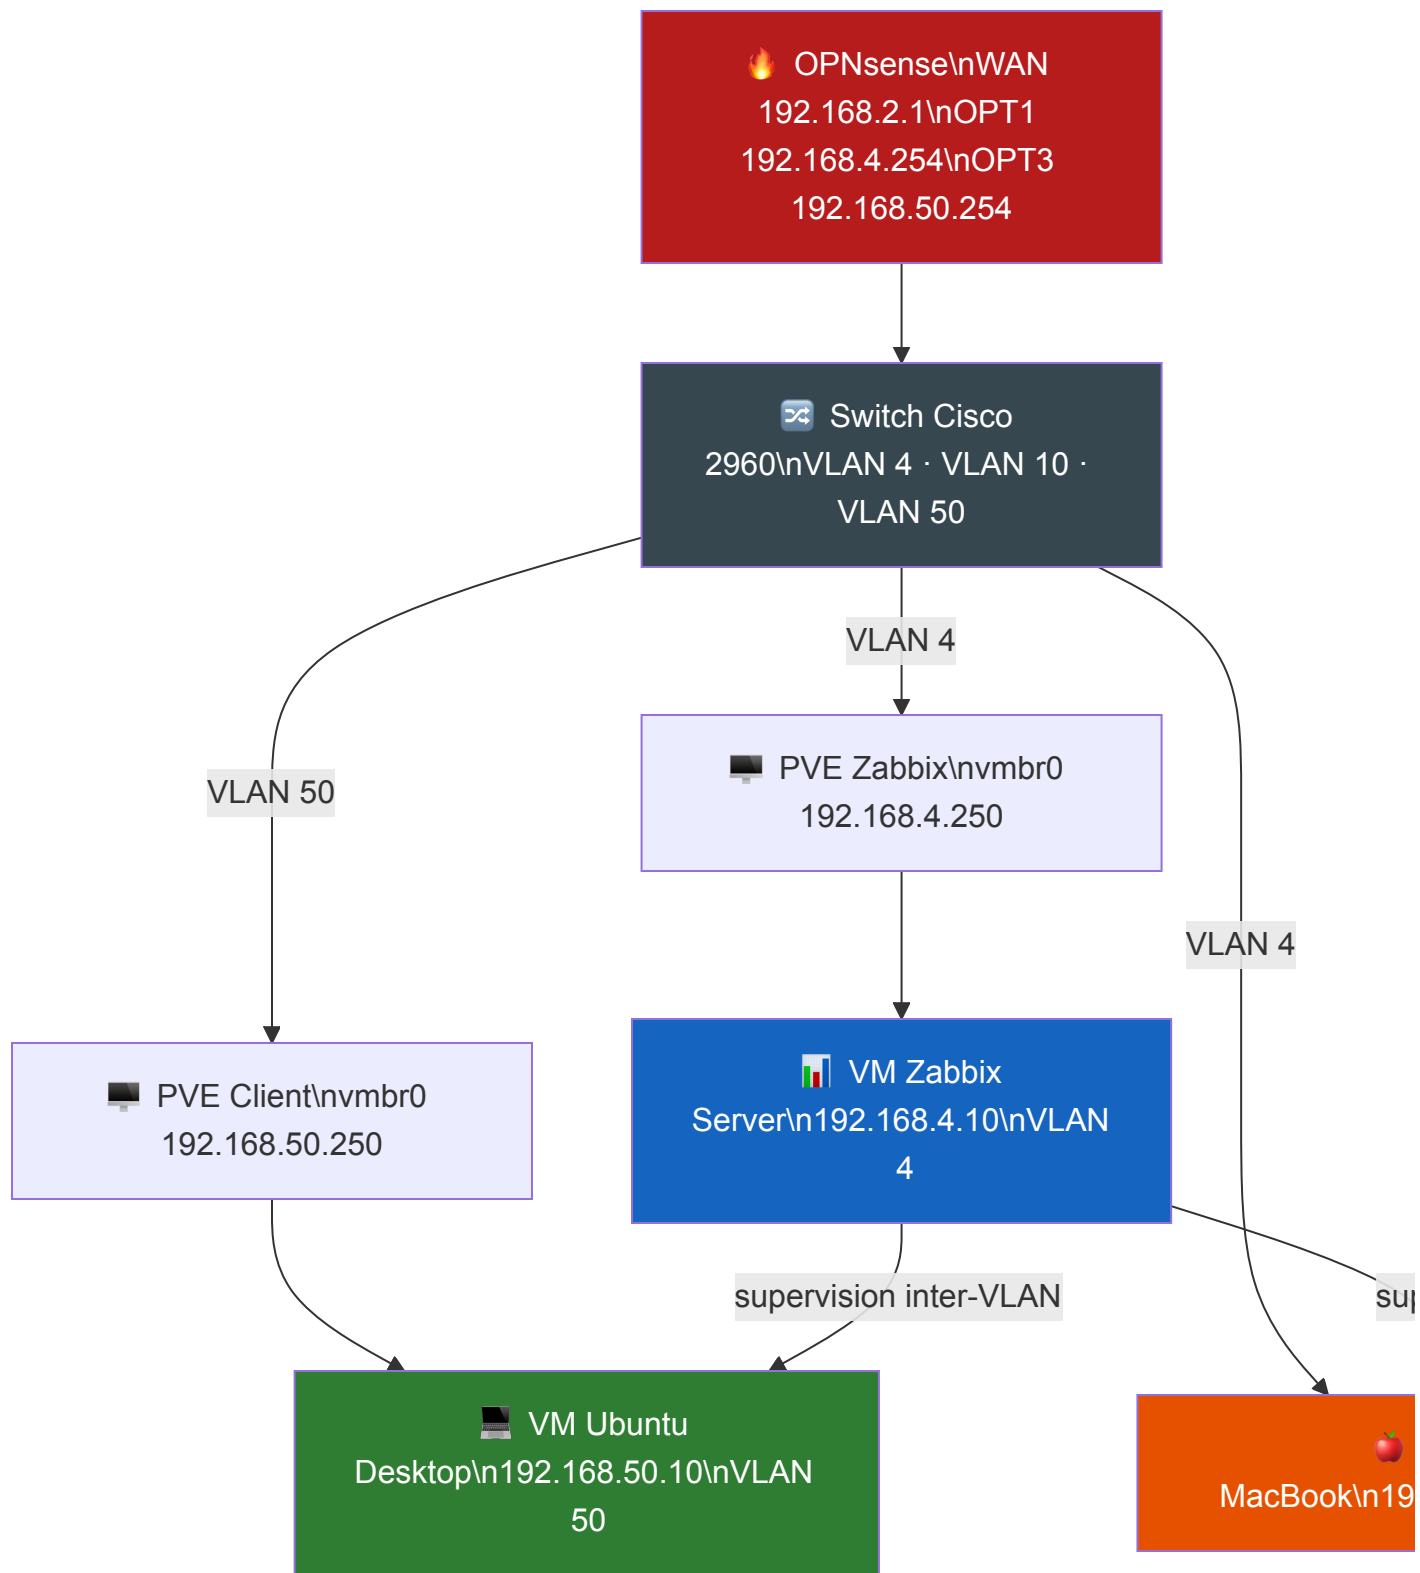 🔥 OPNsense\nWAN
192.168.2.1\nOPT1
192.168.4.254\nOPT3
192.168.50.254
🔀 Switch Cisco
2960\nVLAN 4 · VLAN 10 ·
VLAN 50
VLAN 4
🖥️ PVE Zabbix\nvmbr0
192.168.4.250
VLAN 50
VLAN 4
🖥️ PVE Client\nvmbr0
192.168.50.250
📊 VM Zabbix
Server\n192.168.4.10\nVLAN
4
supervision inter-VLAN
sup
💻 VM Ubuntu
Desktop\n192.168.50.10\nVLAN
50
🍎
MacBook\n19